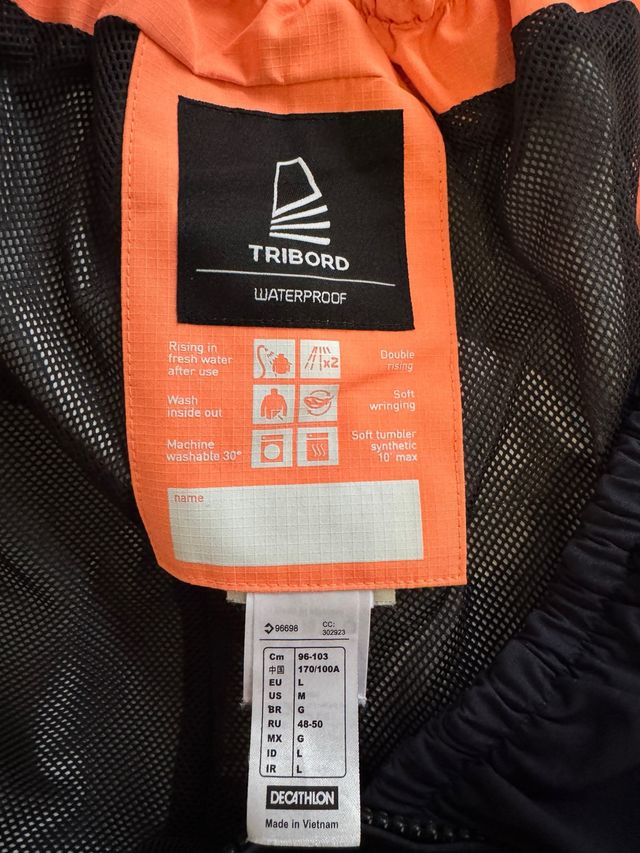 TRIBORD
WATERPROOF
Rising in
fresh water
after use
x2
Double
rising
Wash
inside out
Soft
wringing
Machine
washable 30°
Soft tumbler
synthetic
10' max
name
96698
CC:
302923
Cm 96-103
中国 170/100A
EU L
US M
BR G
RU 48-50
MX G
ID L
IR L
DECATHLON
Made in Vietnam